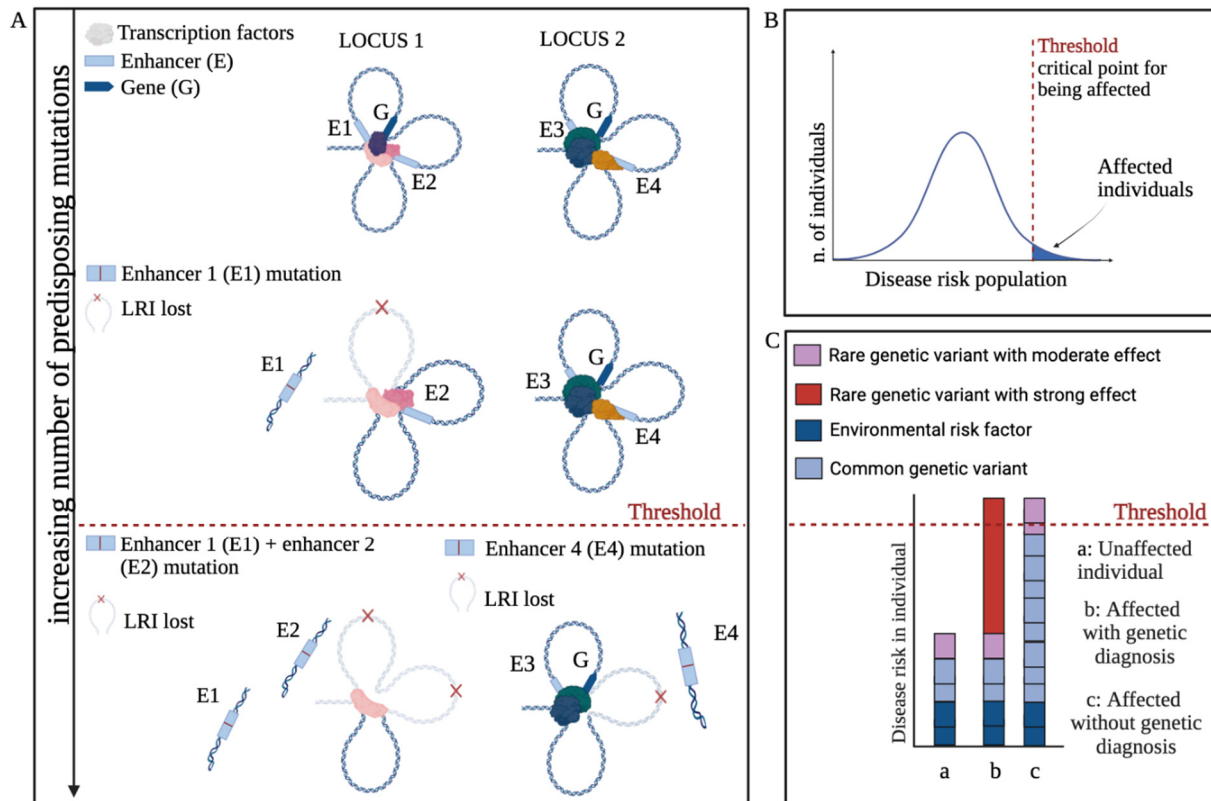 A
increasing number of predisposing mutations
Transcription factors
Enhancer (E)
Gene (G)
LOCUS 1
LOCUS 2
G
E1
E2
G
E3
E4
Enhancer 1 (E1) mutation
LRI lost
E1
E2
G
E3
E4
Threshold
Enhancer 1 (E1) + enhancer 2
(E2) mutation
LRI lost
Enhancer 4 (E4) mutation
LRI lost
E1
E2
E3
G
E4
B
n. of individuals
Threshold
critical point for
being affected
Affected
individuals
Disease risk population
C
Rare genetic variant with moderate effect
Rare genetic variant with strong effect
Environmental risk factor
Common genetic variant
Threshold
Disease risk in individual
a: Unaffected
individual
b: Affected
with genetic
diagnosis
c: Affected
without genetic
diagnosis
a
b
c